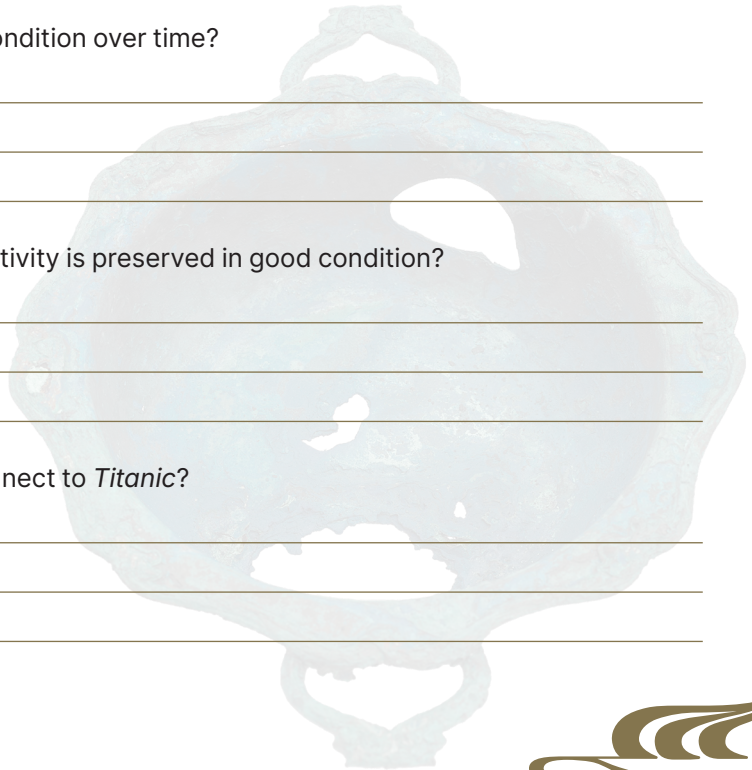 ondition over time?
tivity is preserved in good condition?
nect to Titanic?